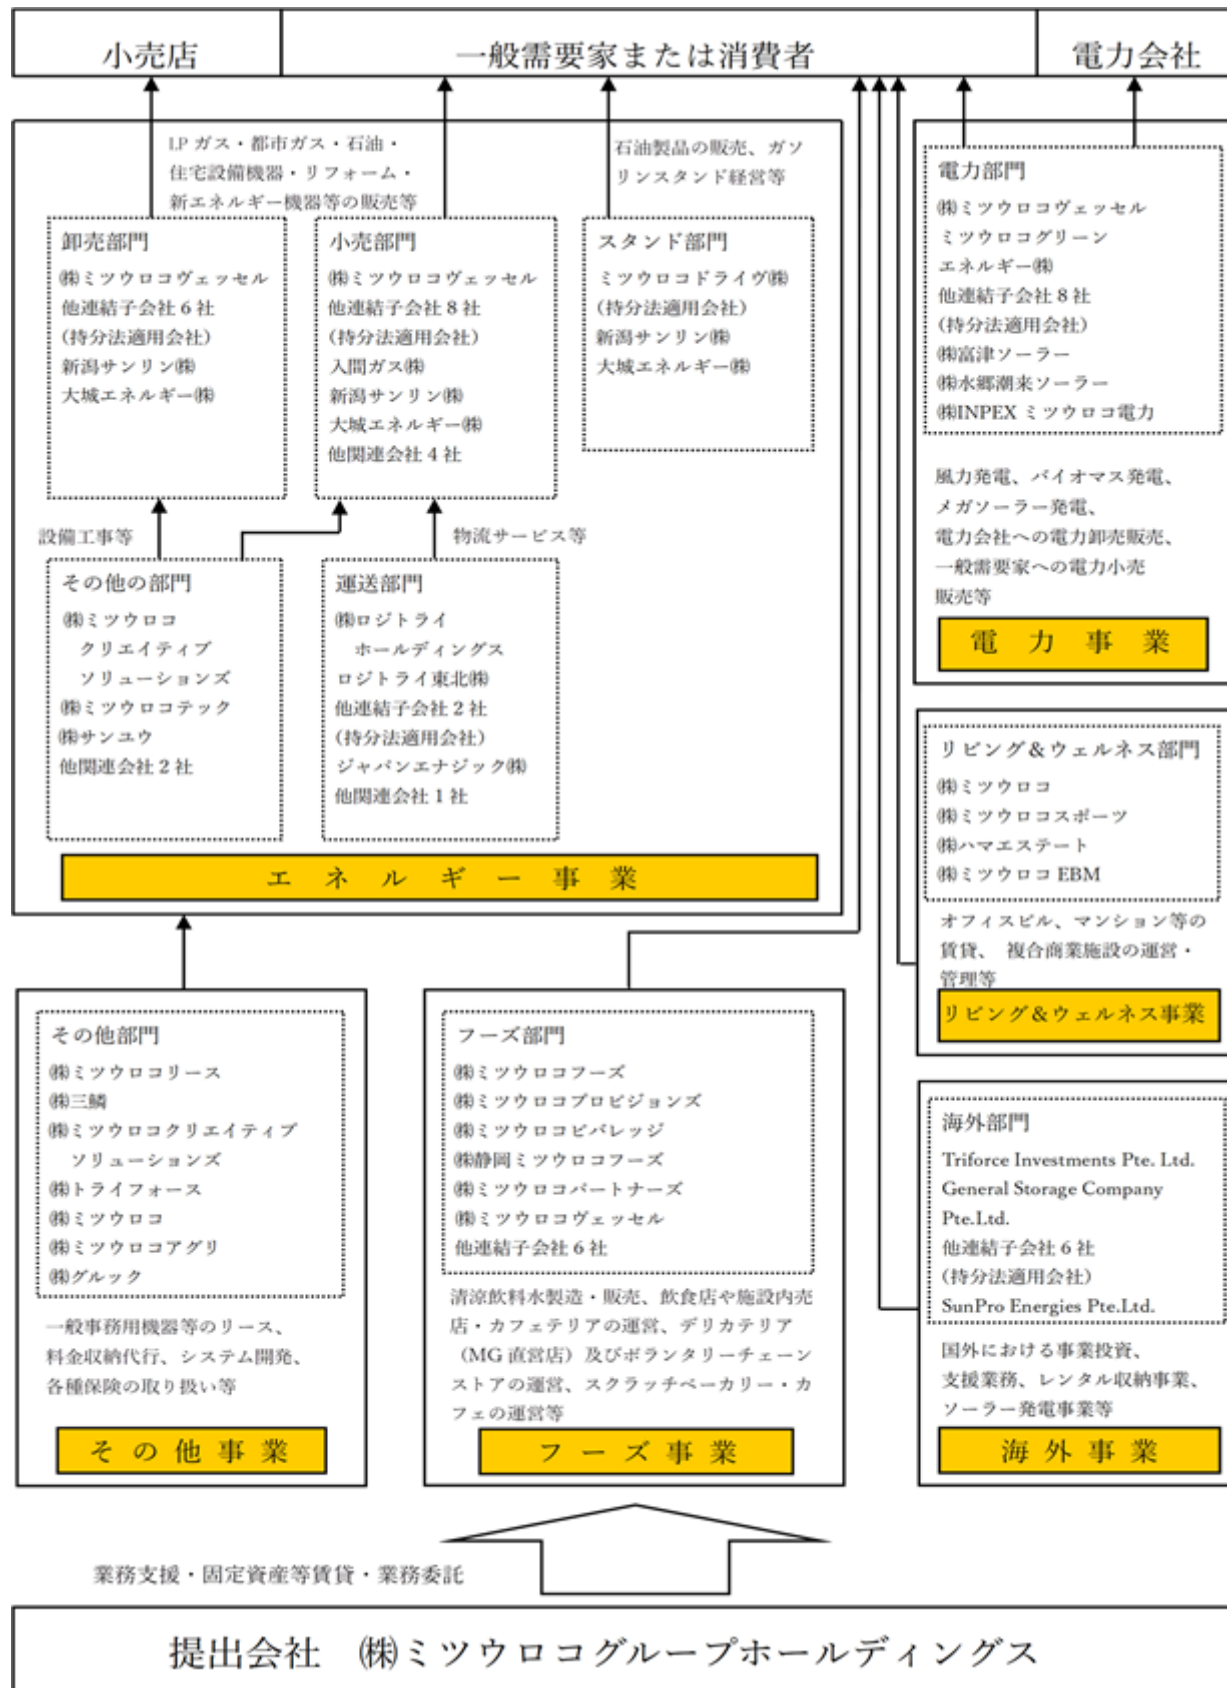 小売店
一般需要家または消費者
電力会社
LP ガス・都市ガス・石油・
住宅設備機器・リフォーム・
新エネルギー機器等の販売等
石油製品の販売、ガソ
リンスタンド経営等
卸売部門
㈱ミツウロコヴェッセル
他連結子会社 6 社
(持分法適用会社)
新潟サンリン㈱
大城エネルギー㈱
小売部門
㈱ミツウロコヴェッセル
他連結子会社 8 社
(持分法適用会社)
入間ガス㈱
新潟サンリン㈱
大城エネルギー㈱
他関連会社 4 社
スタンド部門
ミツウロコドライヴ㈱
(持分法適用会社)
新潟サンリン㈱
大城エネルギー㈱
設備工事等
物流サービス等
その他の部門
㈱ミツウロコ
クリエイティブ
ソリューションズ
㈱ミツウロコテック
㈱サンユウ
他関連会社 2 社
運送部門
㈱ロジトライ
ホールディングス
ロジトライ東北㈱
他連結子会社 2 社
(持分法適用会社)
ジャパンエナジック㈱
他関連会社 1 社
エネルギー事業
電力部門
㈱ミツウロコヴェッセル
ミツウロコグリーン
エネルギー㈱
他連結子会社 8 社
(持分法適用会社)
㈱富津ソーラー
㈱水郷潮来ソーラー
㈱INPEX ミツウロコ電力
風力発電、バイオマス発電、
メガソーラー発電、
電力会社への電力卸売販売、
一般需要家への電力小売
販売等
電力事業
リビング＆ウェルネス部門
㈱ミツウロコ
㈱ミツウロコスポーツ
㈱ハマエステート
㈱ミツウロコ EBM
オフィスビル、マンション等の
賃貸、 複合商業施設の運営・
管理等
リビング＆ウェルネス事業
その他部門
㈱ミツウロコリース
㈱三鱗
㈱ミツウロコクリエイティブ
ソリューションズ
㈱トライフォース
㈱ミツウロコ
㈱ミツウロコアグリ
㈱グルック
一般事務用機器等のリース、
料金収納代行、システム開発、
各種保険の取り扱い等
その他事業
フーズ部門
㈱ミツウロコフーズ
㈱ミツウロコプロビジョンズ
㈱ミツウロコビバレッジ
㈱静岡ミツウロコフーズ
㈱ミツウロコパートナーズ
㈱ミツウロコヴェッセル
他連結子会社 6 社
清涼飲料水製造・販売、飲食店や施設内売
店・カフェテリアの運営、デリカテリア
（MG 直営店）及びボランタリーチェーン
ストアの運営、スクラッチベーカリー・カ
フェの運営等
フーズ事業
海外部門
Triforce Investments Pte. Ltd.
General Storage Company
Pte.Ltd.
他連結子会社 6 社
(持分法適用会社)
SunPro Energies Pte.Ltd.
国外における事業投資、
支援業務、レンタル収納事業、
ソーラー発電事業等
海外事業
業務支援・固定資産等賃貸・業務委託
提出会社　㈱ミツウロコグループホールディングス